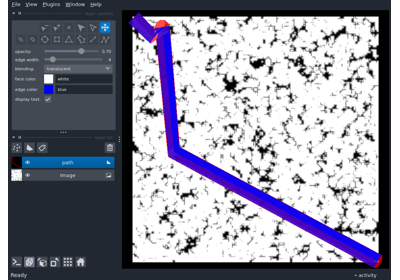 File View Plugins Window Help
opacity: 0.70
edge width: 4
blending: translucent
face color: white
edge color: blue
display text: ✓
path
Image
Ready
activity